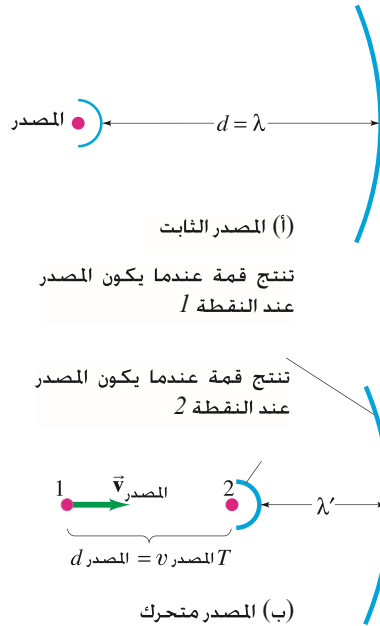 المصدر
d = λ
(أ) المصدر الثابت
تنتج قمة عندما يكون المصدر
عند النقطة 1
تنتج قمة عندما يكون المصدر
عند النقطة 2
1
v⃗ المصدر
2
λ′
d المصدر = v المصدر T
(ب) المصدر متحرك